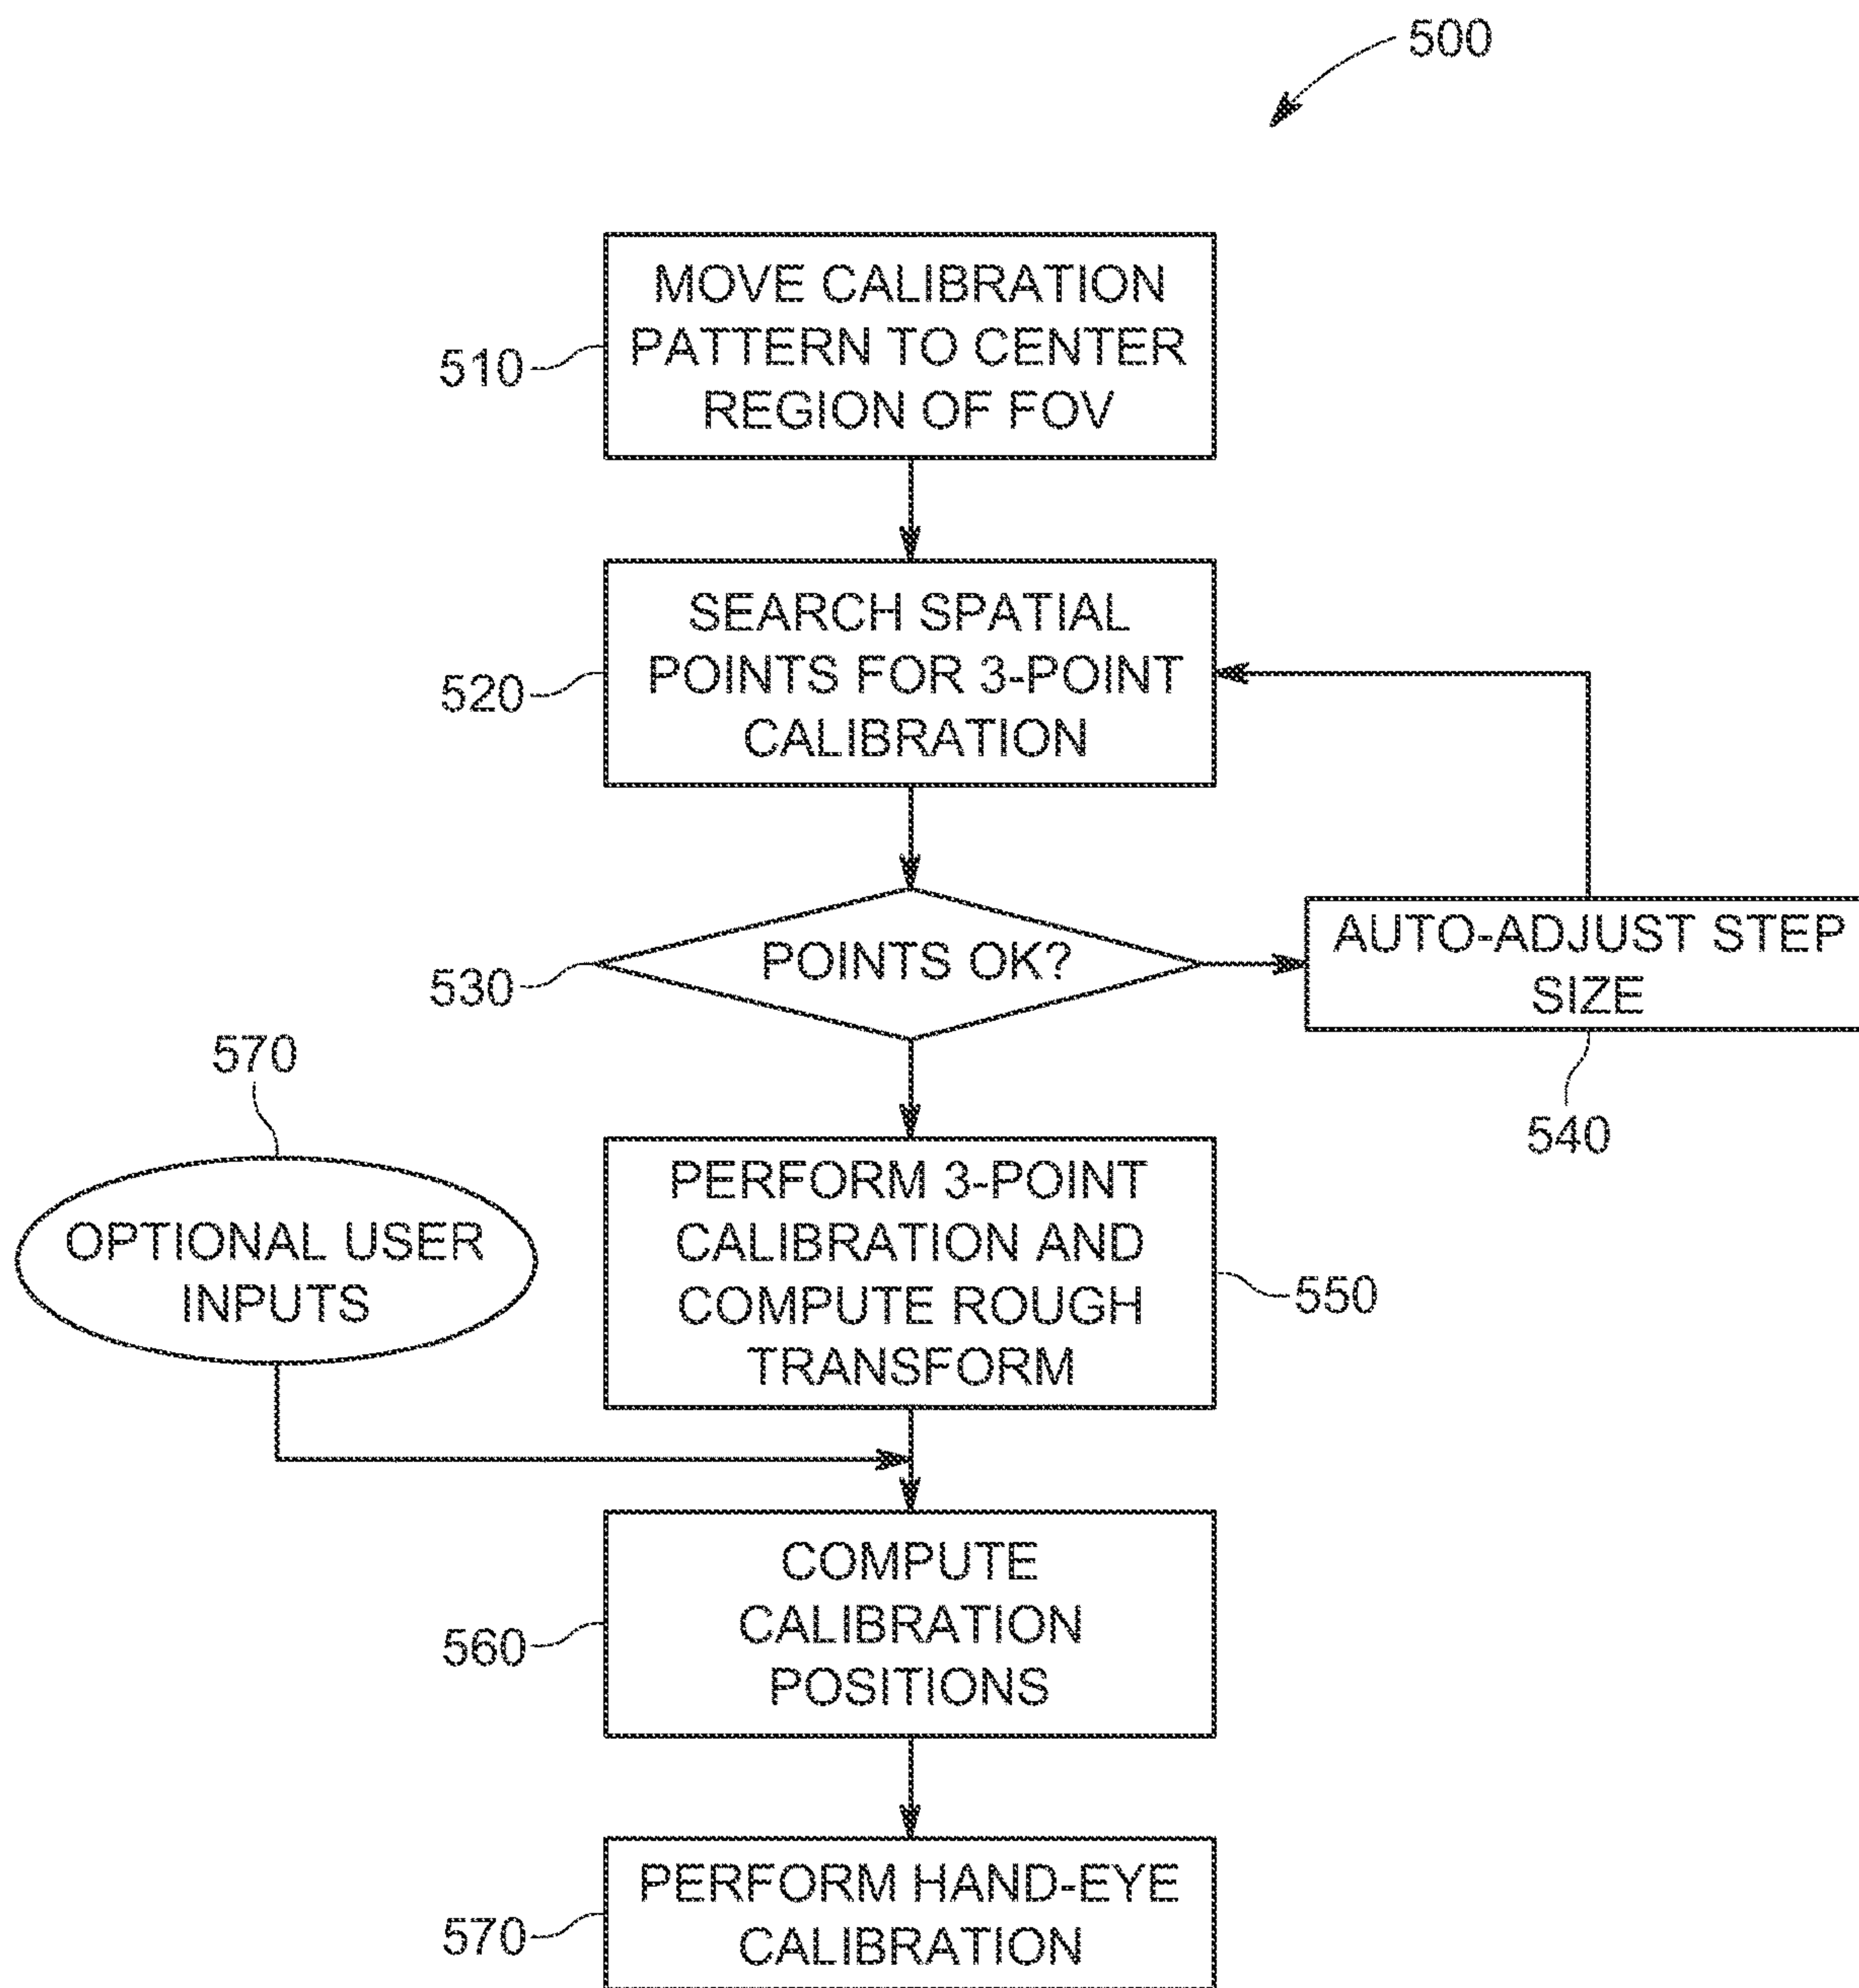 500
MOVE CALIBRATION
PATTERN TO CENTER
REGION OF FOV
510
SEARCH SPATIAL
POINTS FOR 3-POINT
CALIBRATION
520
POINTS OK?
530
AUTO-ADJUST STEP
SIZE
540
570
OPTIONAL USER
INPUTS
PERFORM 3-POINT
CALIBRATION AND
COMPUTE ROUGH
TRANSFORM
550
COMPUTE
CALIBRATION
POSITIONS
560
PERFORM HAND-EYE
CALIBRATION
570